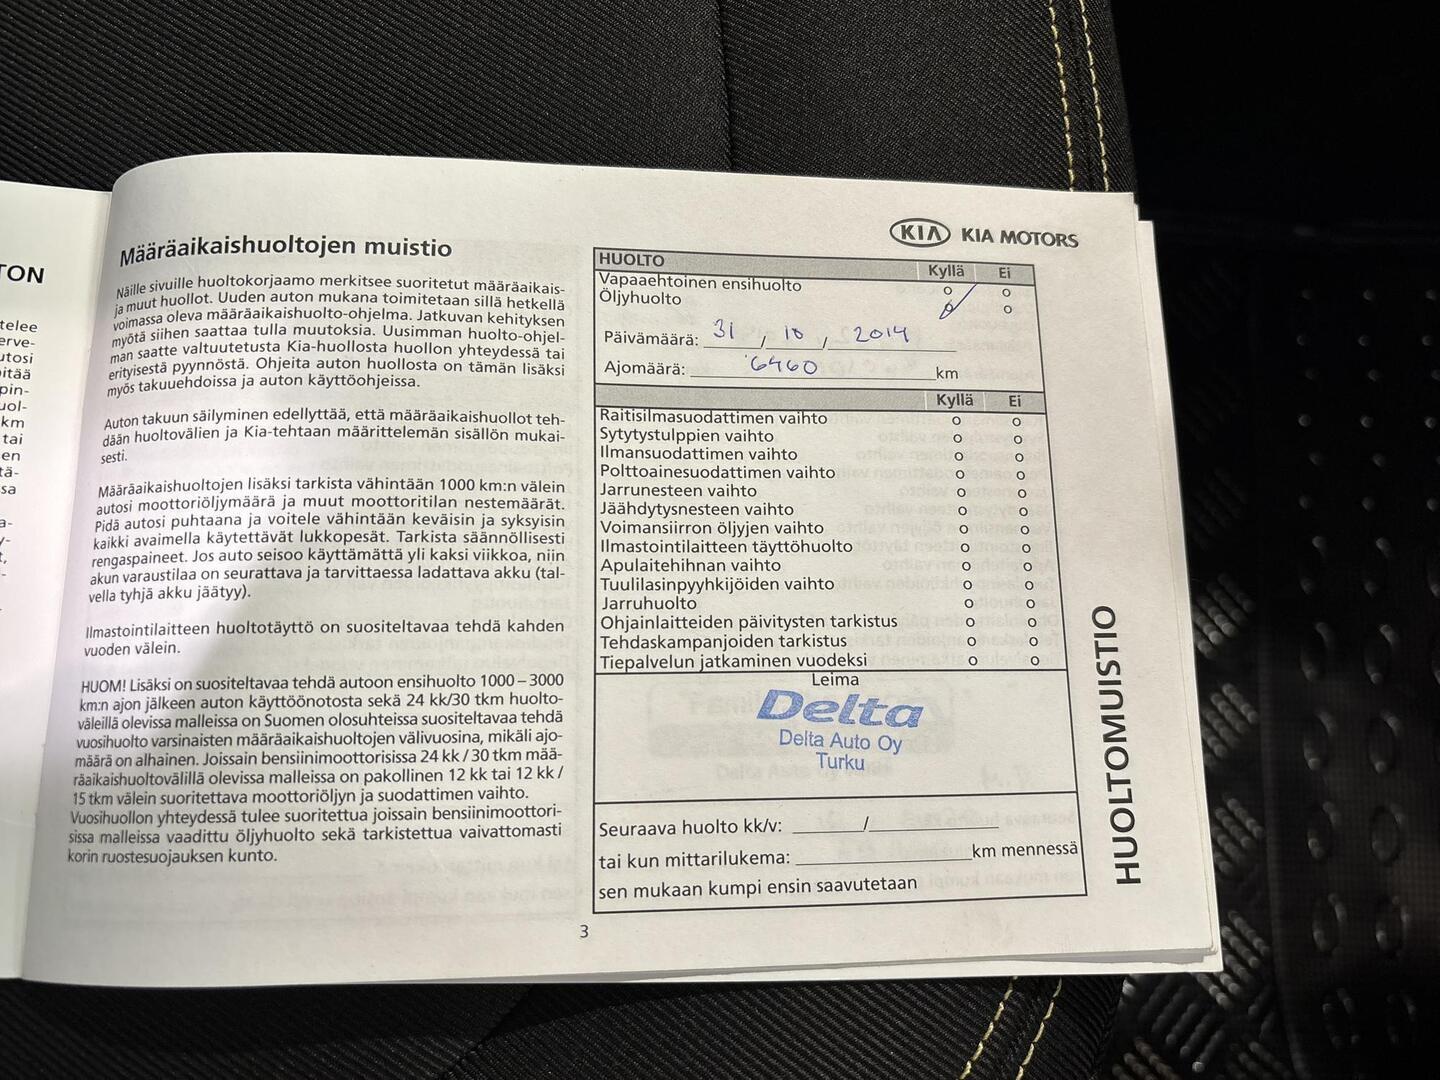 TON
telee
erve-
utosi
nitää
pin-
uol-
km
tai
en
tä-
ssa
a-
y-
t,
i-
Määräaikaishuoltojen muistio
Näille sivuille huoltokorjaamo merkitsee suoritetut määräaikais-
ja muut huollot. Uuden auton mukana toimitetaan sillä hetkellä
voimassa oleva määräaikaishuolto-ohjelma. Jatkuvan kehityksen
myötä siihen saattaa tulla muutoksia. Uusimman huolto-ohjel-
man saatte valtuutetusta Kia-huollosta huollon yhteydessä tai
erityisestä pyynnöstä. Ohjeita auton huollosta on tämän lisäksi
myös takuuehdoissa ja auton käyttöohjeissa.
Auton takuun säilyminen edellyttää, että määräaikaishuollot teh-
dään huoltovälien ja Kia-tehtaan määrittelemän sisällön mukai-
sesti.
Määräaikaishuoltojen lisäksi tarkista vähintään 1000 km:n välein
autosi moottoriöljymäärä ja muut moottoritilan nestemäärät.
Pidä autosi puhtaana ja voitele vähintään keväisin ja syksyisin
kaikki avaimella käytettävät lukkopesät. Tarkista säännöllisesti
rengaspaineet. Jos auto seisoo käyttämättä yli kaksi viikkoa, niin
akun varaustilaa on seurattava ja tarvittaessa ladattava akku (tal-
vella tyhjä akku jäätyy).
Ilmastointilaitteen huoltotäyttö on suositeltavaa tehdä kahden
vuoden välein.
HUOM! Lisäksi on suositeltavaa tehdä autoon ensihuolto 1000 – 3000
km:n ajon jälkeen auton käyttöönotosta sekä 24 kk/30 tkm huolto-
väleillä olevissa malleissa on Suomen olosuhteissa suositeltavaa tehdä
vuosihuolto varsinaisten määräaikaishuoltojen välivuosina, mikäli ajo-
määrä on alhainen. Joissain bensiinimoottorisissa 24 kk / 30 tkm mää-
räaikaishuoltovälillä olevissa malleissa on pakollinen 12 kk tai 12 kk /
15 tkm välein suoritettava moottoriöljyn ja suodattimen vaihto.
Vuosihuollon yhteydessä tulee suoritettua joissain bensiinimoottori-
sissa malleissa vaadittu öljyhuolto sekä tarkistettua vaivattomasti
korin ruostesuojauksen kunto.
KIA KIA MOTORS
HUOLTO Kyllä Ei
Vapaaehtoinen ensihuolto o o
Öljyhuolto o o
Päivämäärä: 31 / 10 / 2014
Ajomäärä: 6460 km
Kyllä Ei
Raitisilmasuodattimen vaihto o o
Sytytystulppien vaihto o o
Ilmansuodattimen vaihto o o
Polttoainesuodattimen vaihto o o
Jarrunesteen vaihto o o
Jäähdytysnesteen vaihto o o
Voimansiirron öljyjen vaihto o o
Ilmastointilaitteen täyttöhuolto o o
Apulaitehihnan vaihto o o
Tuulilasinpyyhkijöiden vaihto o o
Jarruhuolto o o
Ohjainlaitteiden päivitysten tarkistus o o
Tehdaskampanjoiden tarkistus o o
Tiepalvelun jatkaminen vuodeksi o o
Leima
Delta
Delta Auto Oy
Turku
Seuraava huolto kk/v: ________/______________
tai kun mittarilukema: ___________________km mennessä
sen mukaan kumpi ensin saavutetaan
HUOLTOMUISTIO
3